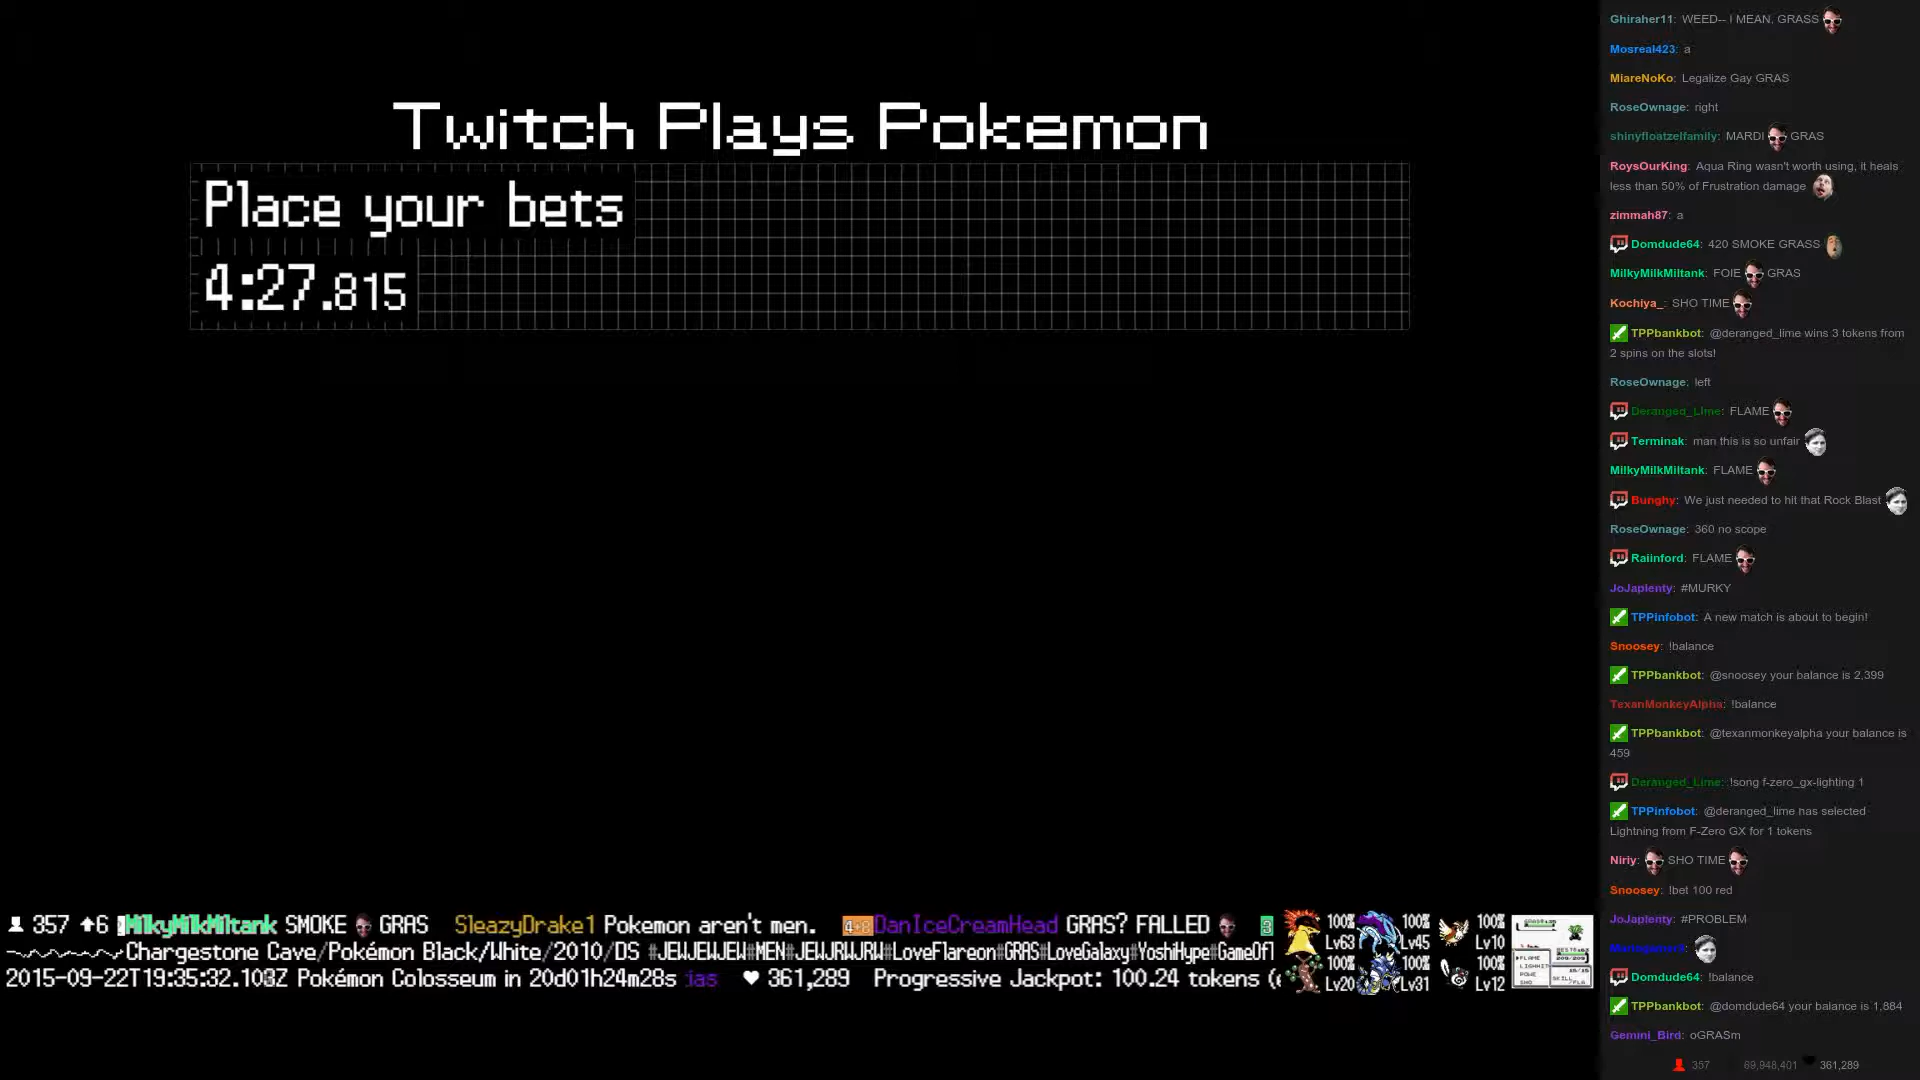 Twitch Plays Pokemon
Place your bets
4:27.815
357 6 MilkyMilkMiltank SMOKE GRAS SleazyDrake1 Pokemon aren't men. 4+8 DanIceCreamHead GRAS? FALLED 3
Chargestone Cave/Pokémon Black/White/2010/DS #JEWJEWJEW#MEN#JEWJRWJRW#LoveFlareon#GRAS#LoveGalaxy#YoshiHype#GameOf
2015-09-22T19:35:32.108Z Pokémon Colosseum in 20d01h24m28s ias 361,289 Progressive Jackpot: 100.24 tokens (
100% 100% 100%
Lv63 Lv45 Lv10
100% 100% 100%
Lv20 Lv31 Lv12
FLAME
Ghiraher11: WEED-- I MEAN, GRASS
Mosreal423: a
MiareNoKo: Legalize Gay GRAS
RoseOwnage: right
shinyfloatzelfamily: MARDI GRAS
RoysOurKing: Aqua Ring wasn't worth using, it heals
less than 50% of Frustration damage
zimmah87: a
Domdude64: 420 SMOKE GRASS
MilkyMilkMiltank: FOIE GRAS
Kochiya_: SHO TIME
TPPbankbot: @deranged_lime wins 3 tokens from
2 spins on the slots!
RoseOwnage: left
Deranged_Lime: FLAME
Terminak: man this is so unfair
MilkyMilkMiltank: FLAME
Bunghy: We just needed to hit that Rock Blast
RoseOwnage: 360 no scope
Raiinford: FLAME
JoJaplenty: #MURKY
TPPinfobot: A new match is about to begin!
Snoosey: !balance
TPPbankbot: @snoosey your balance is 2,399
TexanMonkeyAlpha: !balance
TPPbankbot: @texanmonkeyalpha your balance is
459
Deranged_Lime: !song f-zero_gx-lighting 1
TPPinfobot: @deranged_lime has selected
Lightning from F-Zero GX for 1 tokens
Niriy: SHO TIME
Snoosey: !bet 100 red
JoJaplenty: #PROBLEM
Domdude64: !balance
TPPbankbot: @domdude64 your balance is 1,884
Gemini_Bird: oGRASm
357 69,948,401 361,289